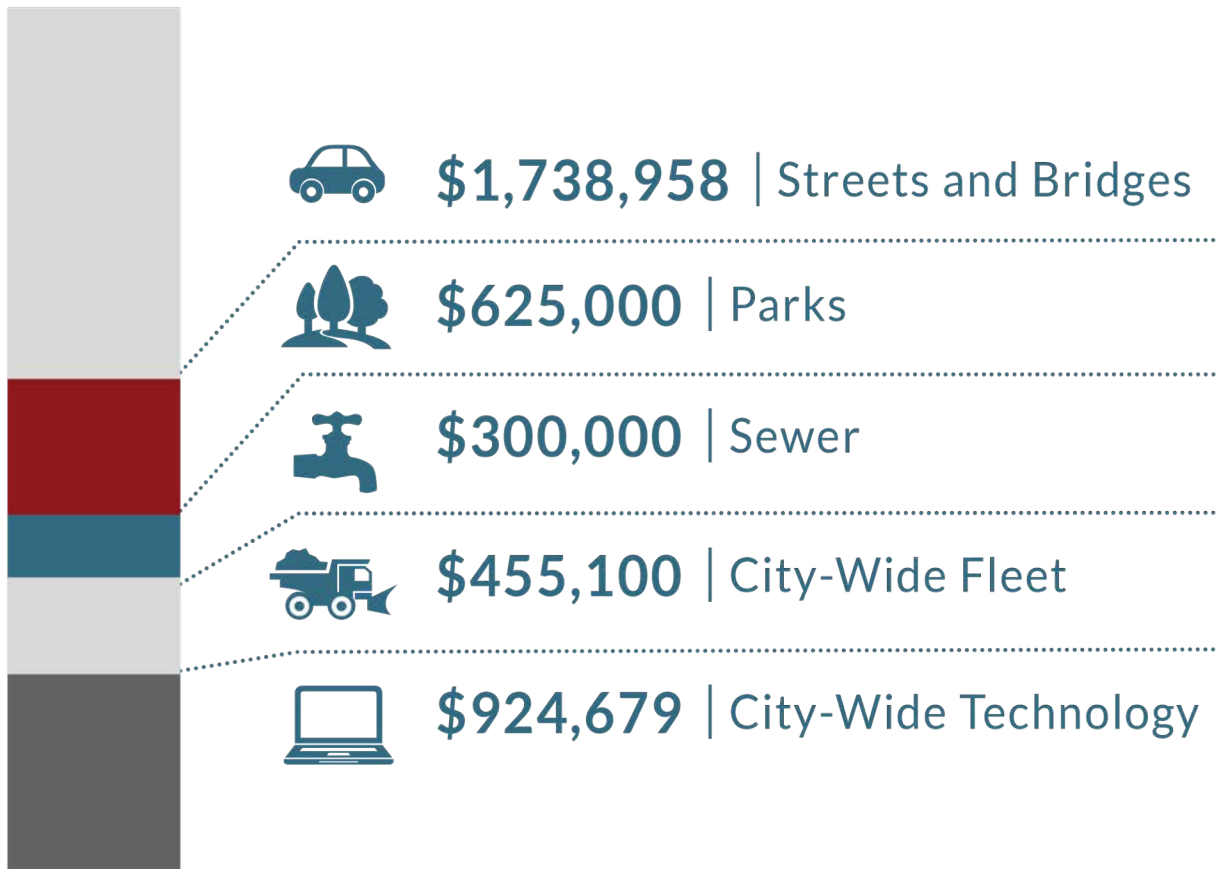 $1,738,958 | Streets and Bridges
$625,000 | Parks
$300,000 | Sewer
$455,100 | City-Wide Fleet
$924,679 | City-Wide Technology